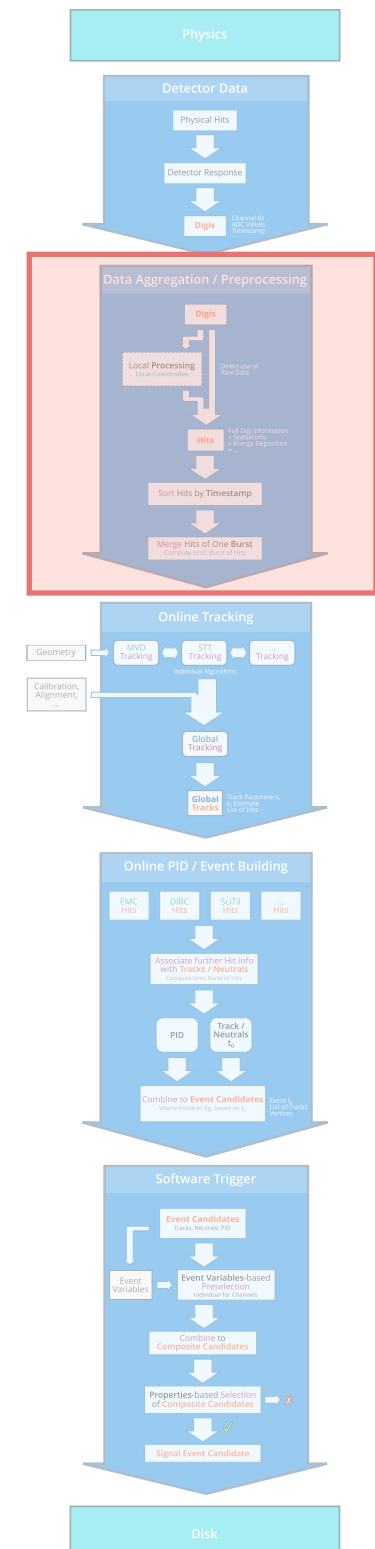 Physics
Detector Data
Physical Hits
Detector Response
Digis
Channel ID
ADC Values
Timestamp
...
Data Aggregation / Preprocessing
Digis
Local Processing
Local Coordinates
Direct use of
Raw Data
Hits
Full Digi information
+ Spatial info
+ Energy Deposition
+ ...
Sort Hits by Timestamp
Merge Hits of One Burst
Compute Unit: Burst of Hits
Online Tracking
Geometry
MVD
Tracking
STT
Tracking
...
Tracking
Individual Algorithms
Calibration,
Alignment,
...
Global
Tracking
Global
Tracks
Track Parameters,
t₀ Estimate
List of Hits
Online PID / Event Building
EMC
Hits
DIRC
Hits
SciTil
Hits
...
Hits
Associate further Hit info
with Tracks / Neutrals
Compute Unit: Burst of Hits
PID
Track /
Neutrals
t₀
Combine to Event Candidates
Where Possible; Eg. based on t₀
Event t₀
List of Tracks
Vertices
Software Trigger
Event Candidates
Tracks, Neutrals; PID
Event
Variables
Event Variables-based
Preselection
Individual for Channels
Combine to
Composite Candidates
Properties-based Selection
of Composite Candidates
✗
✓
Signal Event Candidate
Disk